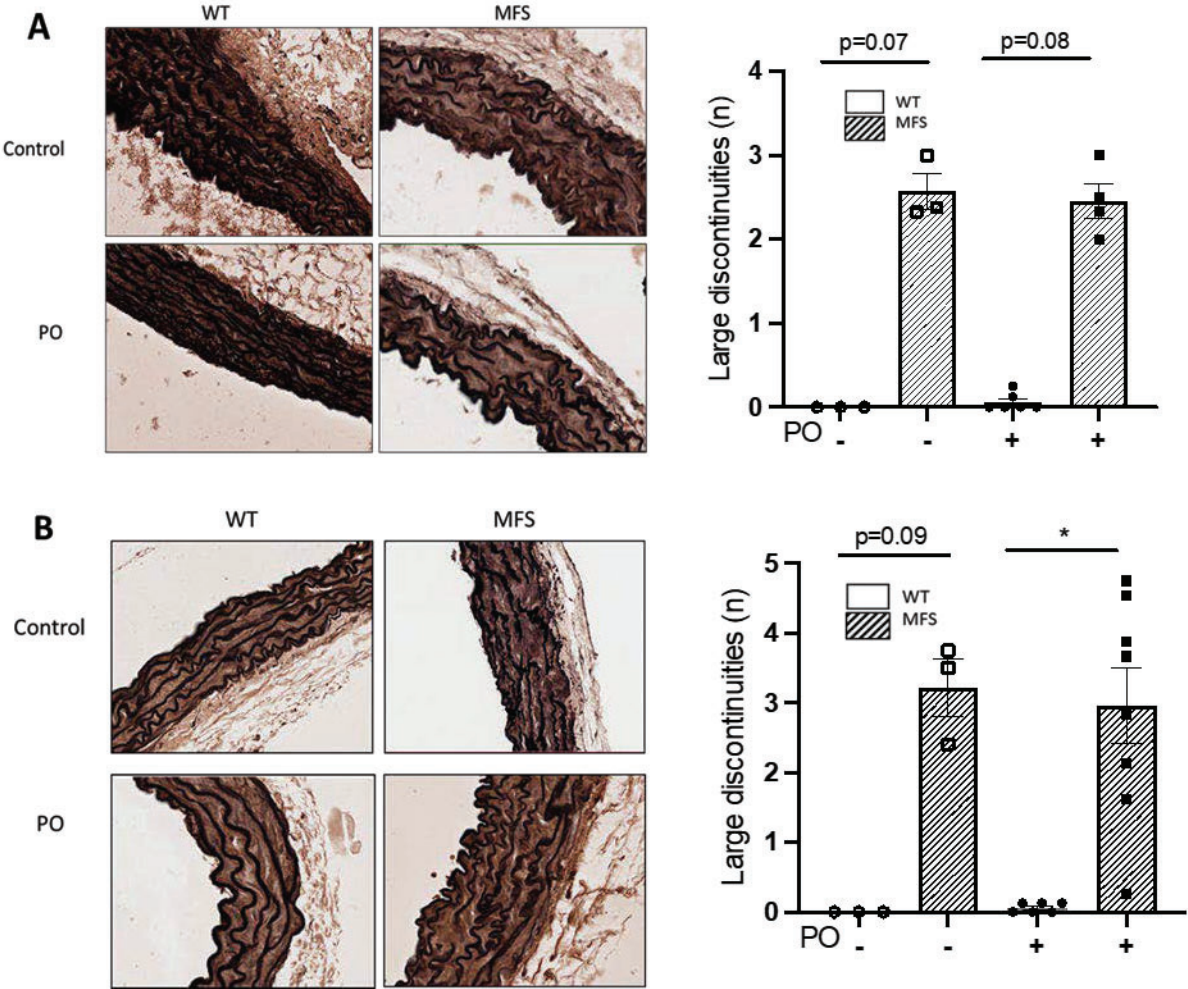 A
WT
MFS
Control
PO
p=0.07
p=0.08
WT
MFS
Large discontinuities (n)
4
3
2
1
0
PO
-
-
+
+
B
WT
MFS
Control
PO
p=0.09
*
WT
MFS
Large discontinuities (n)
5
4
3
2
1
0
PO
-
-
+
+